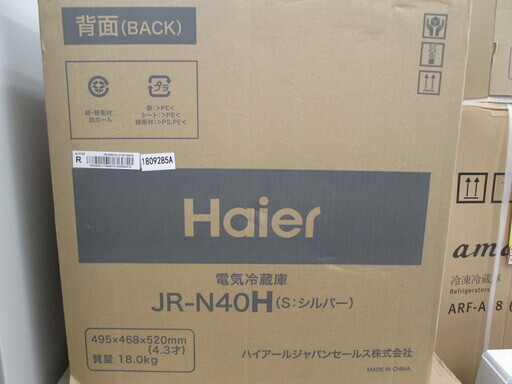 背面(BACK)
箱・緩衝材:
段ボール
袋:>PE<
シート:>PE<
緩衝材:>PS,PE<
R
1809285A
Haier
電気冷蔵庫
JR-N40H(S:シルバー)
495×468×520mm
(4.3才)
質量 18.0kg
ハイアールジャパンセールス株式会社
MADE IN CHINA
冷凍冷蔵庫
Refrigerators